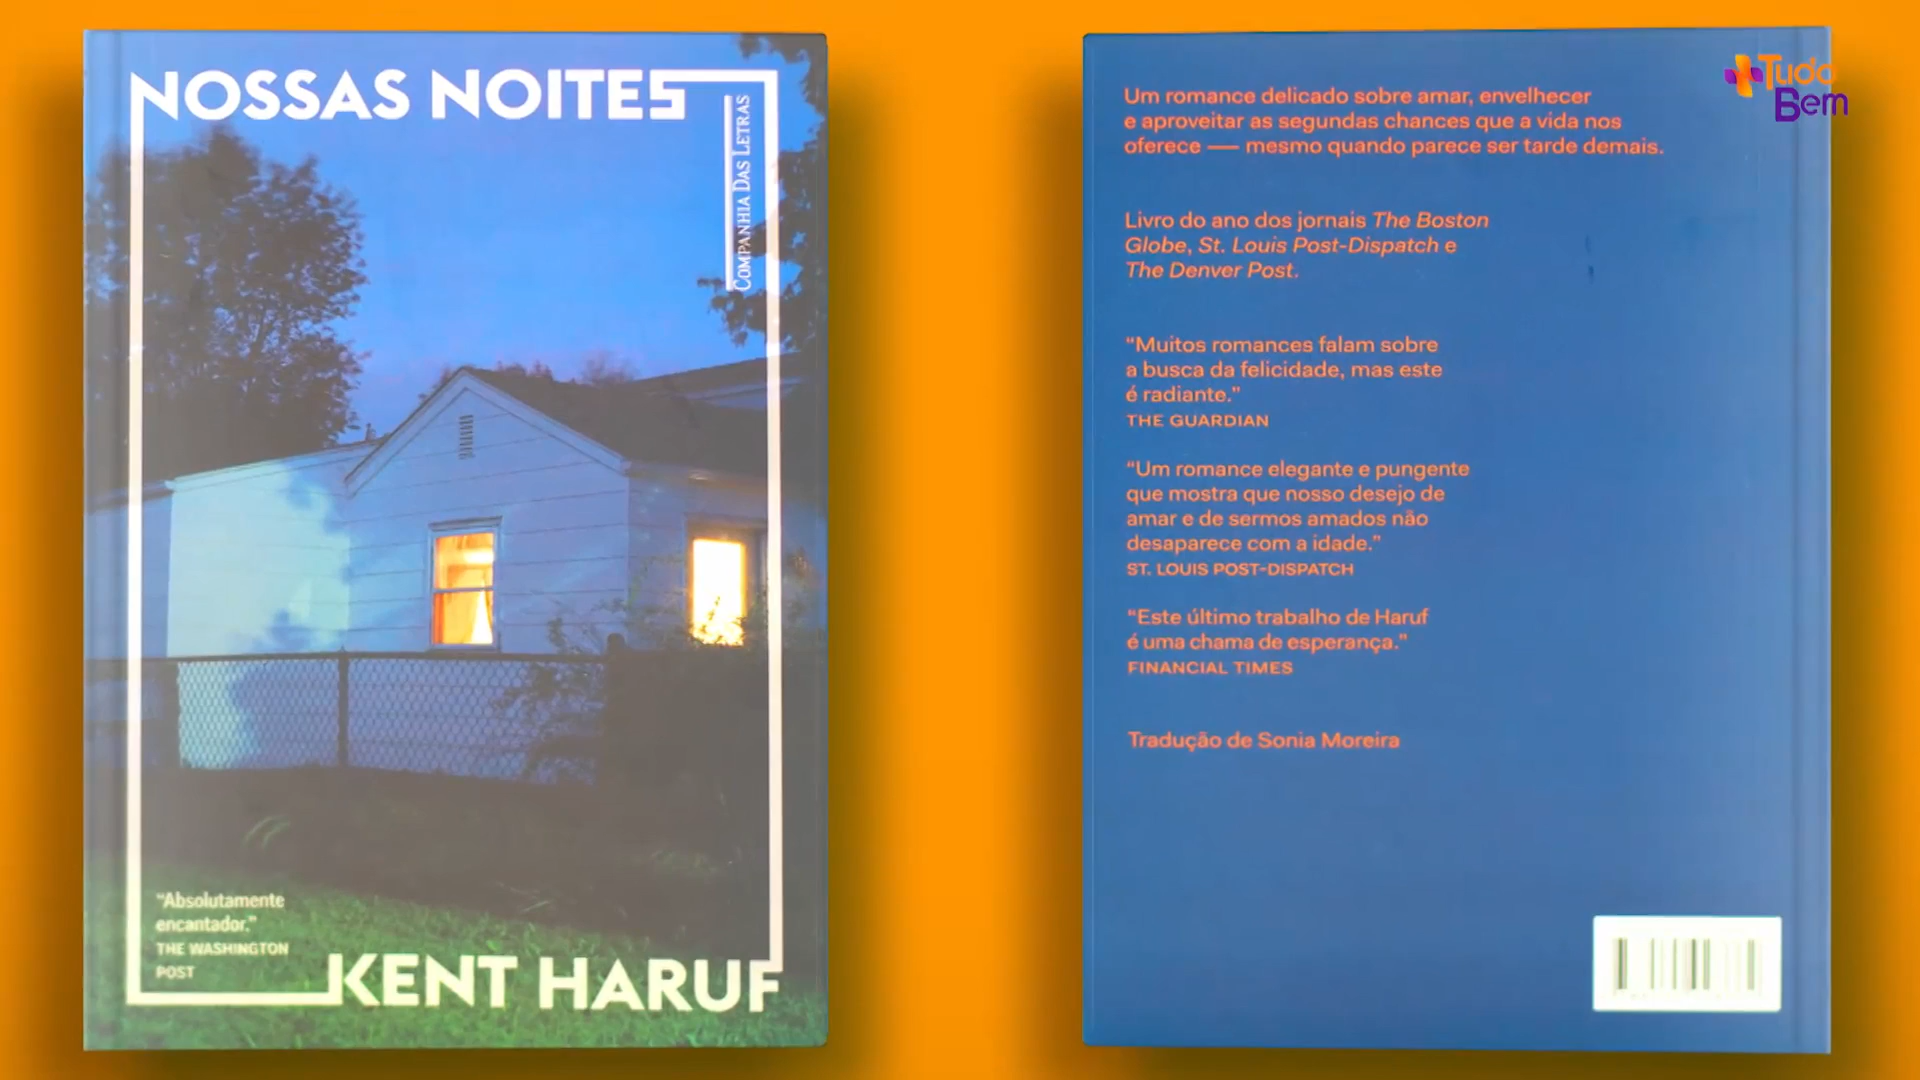 NOSSAS NOITES
COMPANHIA DAS LETRAS
"Absolutamente
encantador."
THE WASHINGTON
POST
KENT HARUF
Tudo
Bem
Um romance delicado sobre amar, envelhecer
e aproveitar as segundas chances que a vida nos
oferece — mesmo quando parece ser tarde demais.
Livro do ano dos jornais The Boston
Globe, St. Louis Post-Dispatch e
The Denver Post.
"Muitos romances falam sobre
a busca da felicidade, mas este
é radiante."
THE GUARDIAN
"Um romance elegante e pungente
que mostra que nosso desejo de
amar e de sermos amados não
desaparece com a idade."
ST. LOUIS POST-DISPATCH
"Este último trabalho de Haruf
é uma chama de esperança."
FINANCIAL TIMES
Tradução de Sonia Moreira